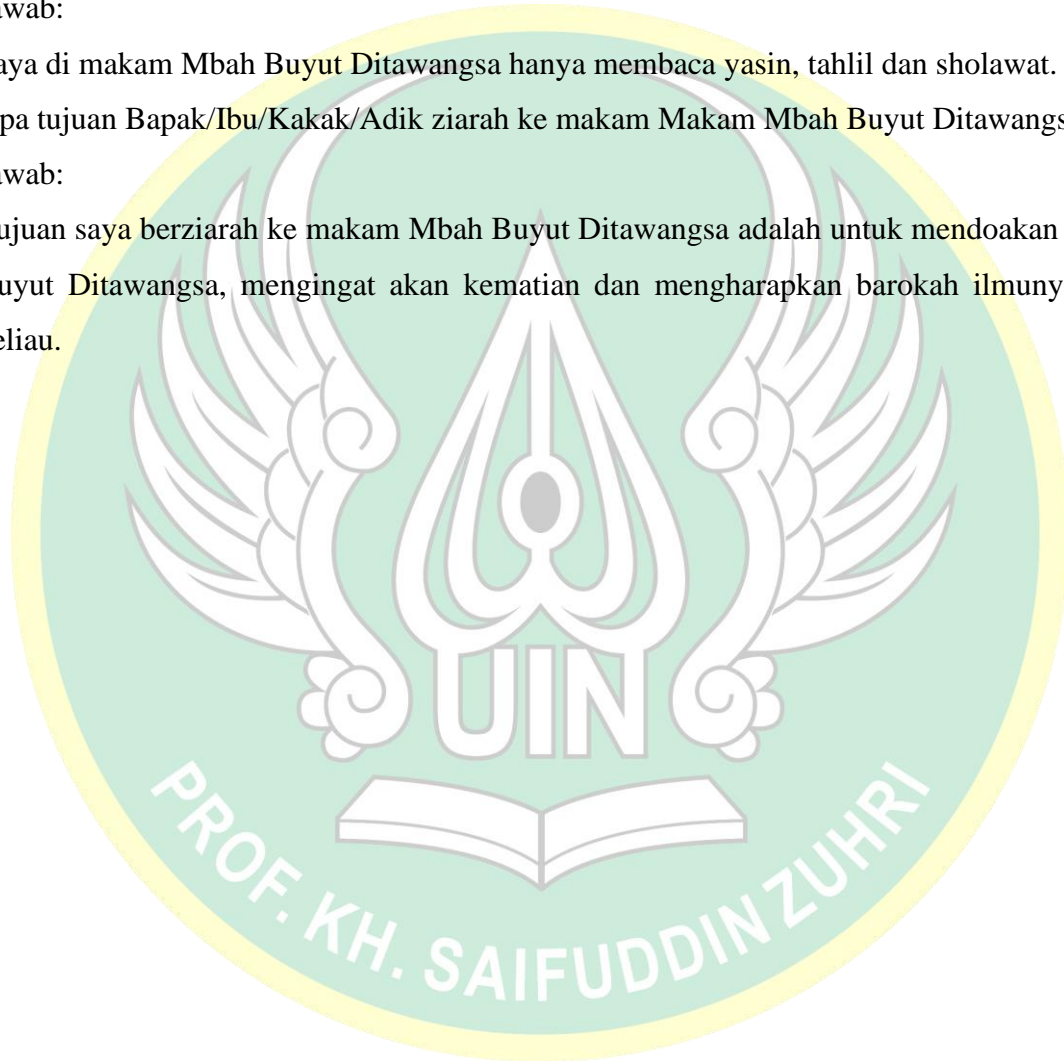 awab:
aya di makam Mbah Buyut Ditawangsa hanya membaca yasin, tahlil dan sholawat.
pa tujuan Bapak/Ibu/Kakak/Adik ziarah ke makam Makam Mbah Buyut Ditawangs
awab:
ujuan saya berziarah ke makam Mbah Buyut Ditawangsa adalah untuk mendoakan
uyut Ditawangsa, mengingat akan kematian dan mengharapkan barokah ilmuny
eliau.
UIN
PROF. KH. SAIFUDDIN ZUHRI